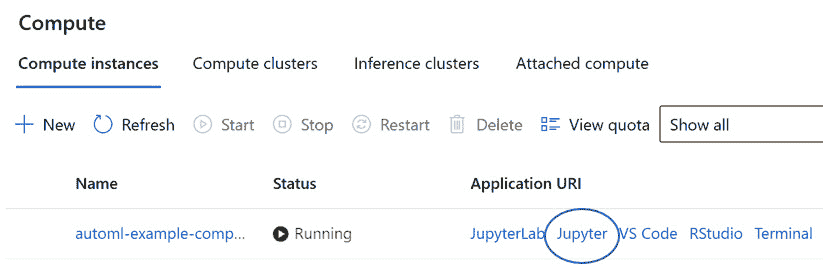 Compute
Compute instances Compute clusters Inference clusters Attached compute
New Refresh Start Stop Restart Delete View quota Show all
Name Status Application URI
automl-example-comp... Running JupyterLab Jupyter VS Code RStudio Terminal